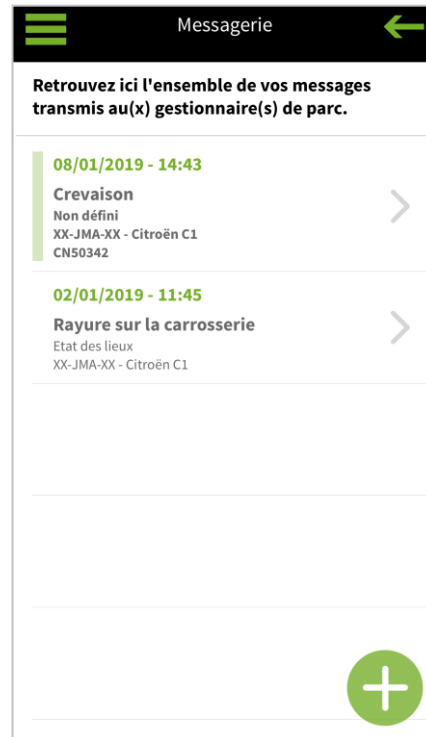 Messagerie
Retrouvez ici l'ensemble de vos messages
transmis au(x) gestionnaire(s) de parc.
08/01/2019 - 14:43
Crevaison
Non défini
XX-JMA-XX - Citroën C1
CN50342
02/01/2019 - 11:45
Rayure sur la carrosserie
Etat des lieux
XX-JMA-XX - Citroën C1